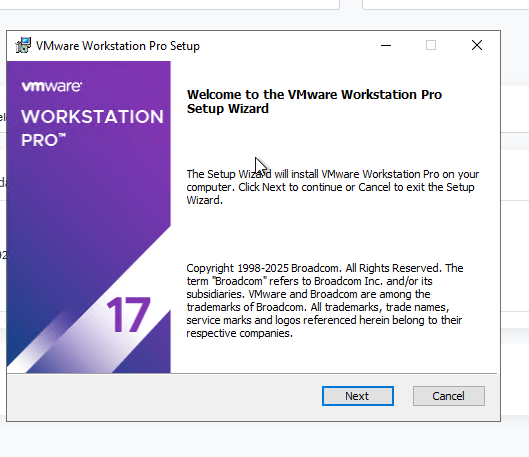 VMware Workstation Pro Setup
vmware®
WORKSTATION
PRO™
17
Welcome to the VMware Workstation Pro
Setup Wizard
The Setup Wizard will install VMware Workstation Pro on your
computer. Click Next to continue or Cancel to exit the Setup
Wizard.
Copyright 1998-2025 Broadcom. All Rights Reserved. The
term "Broadcom" refers to Broadcom Inc. and/or its
subsidiaries. VMware and Broadcom are among the
trademarks of Broadcom. All trademarks, trade names,
service marks and logos referenced herein belong to their
respective companies.
Next
Cancel